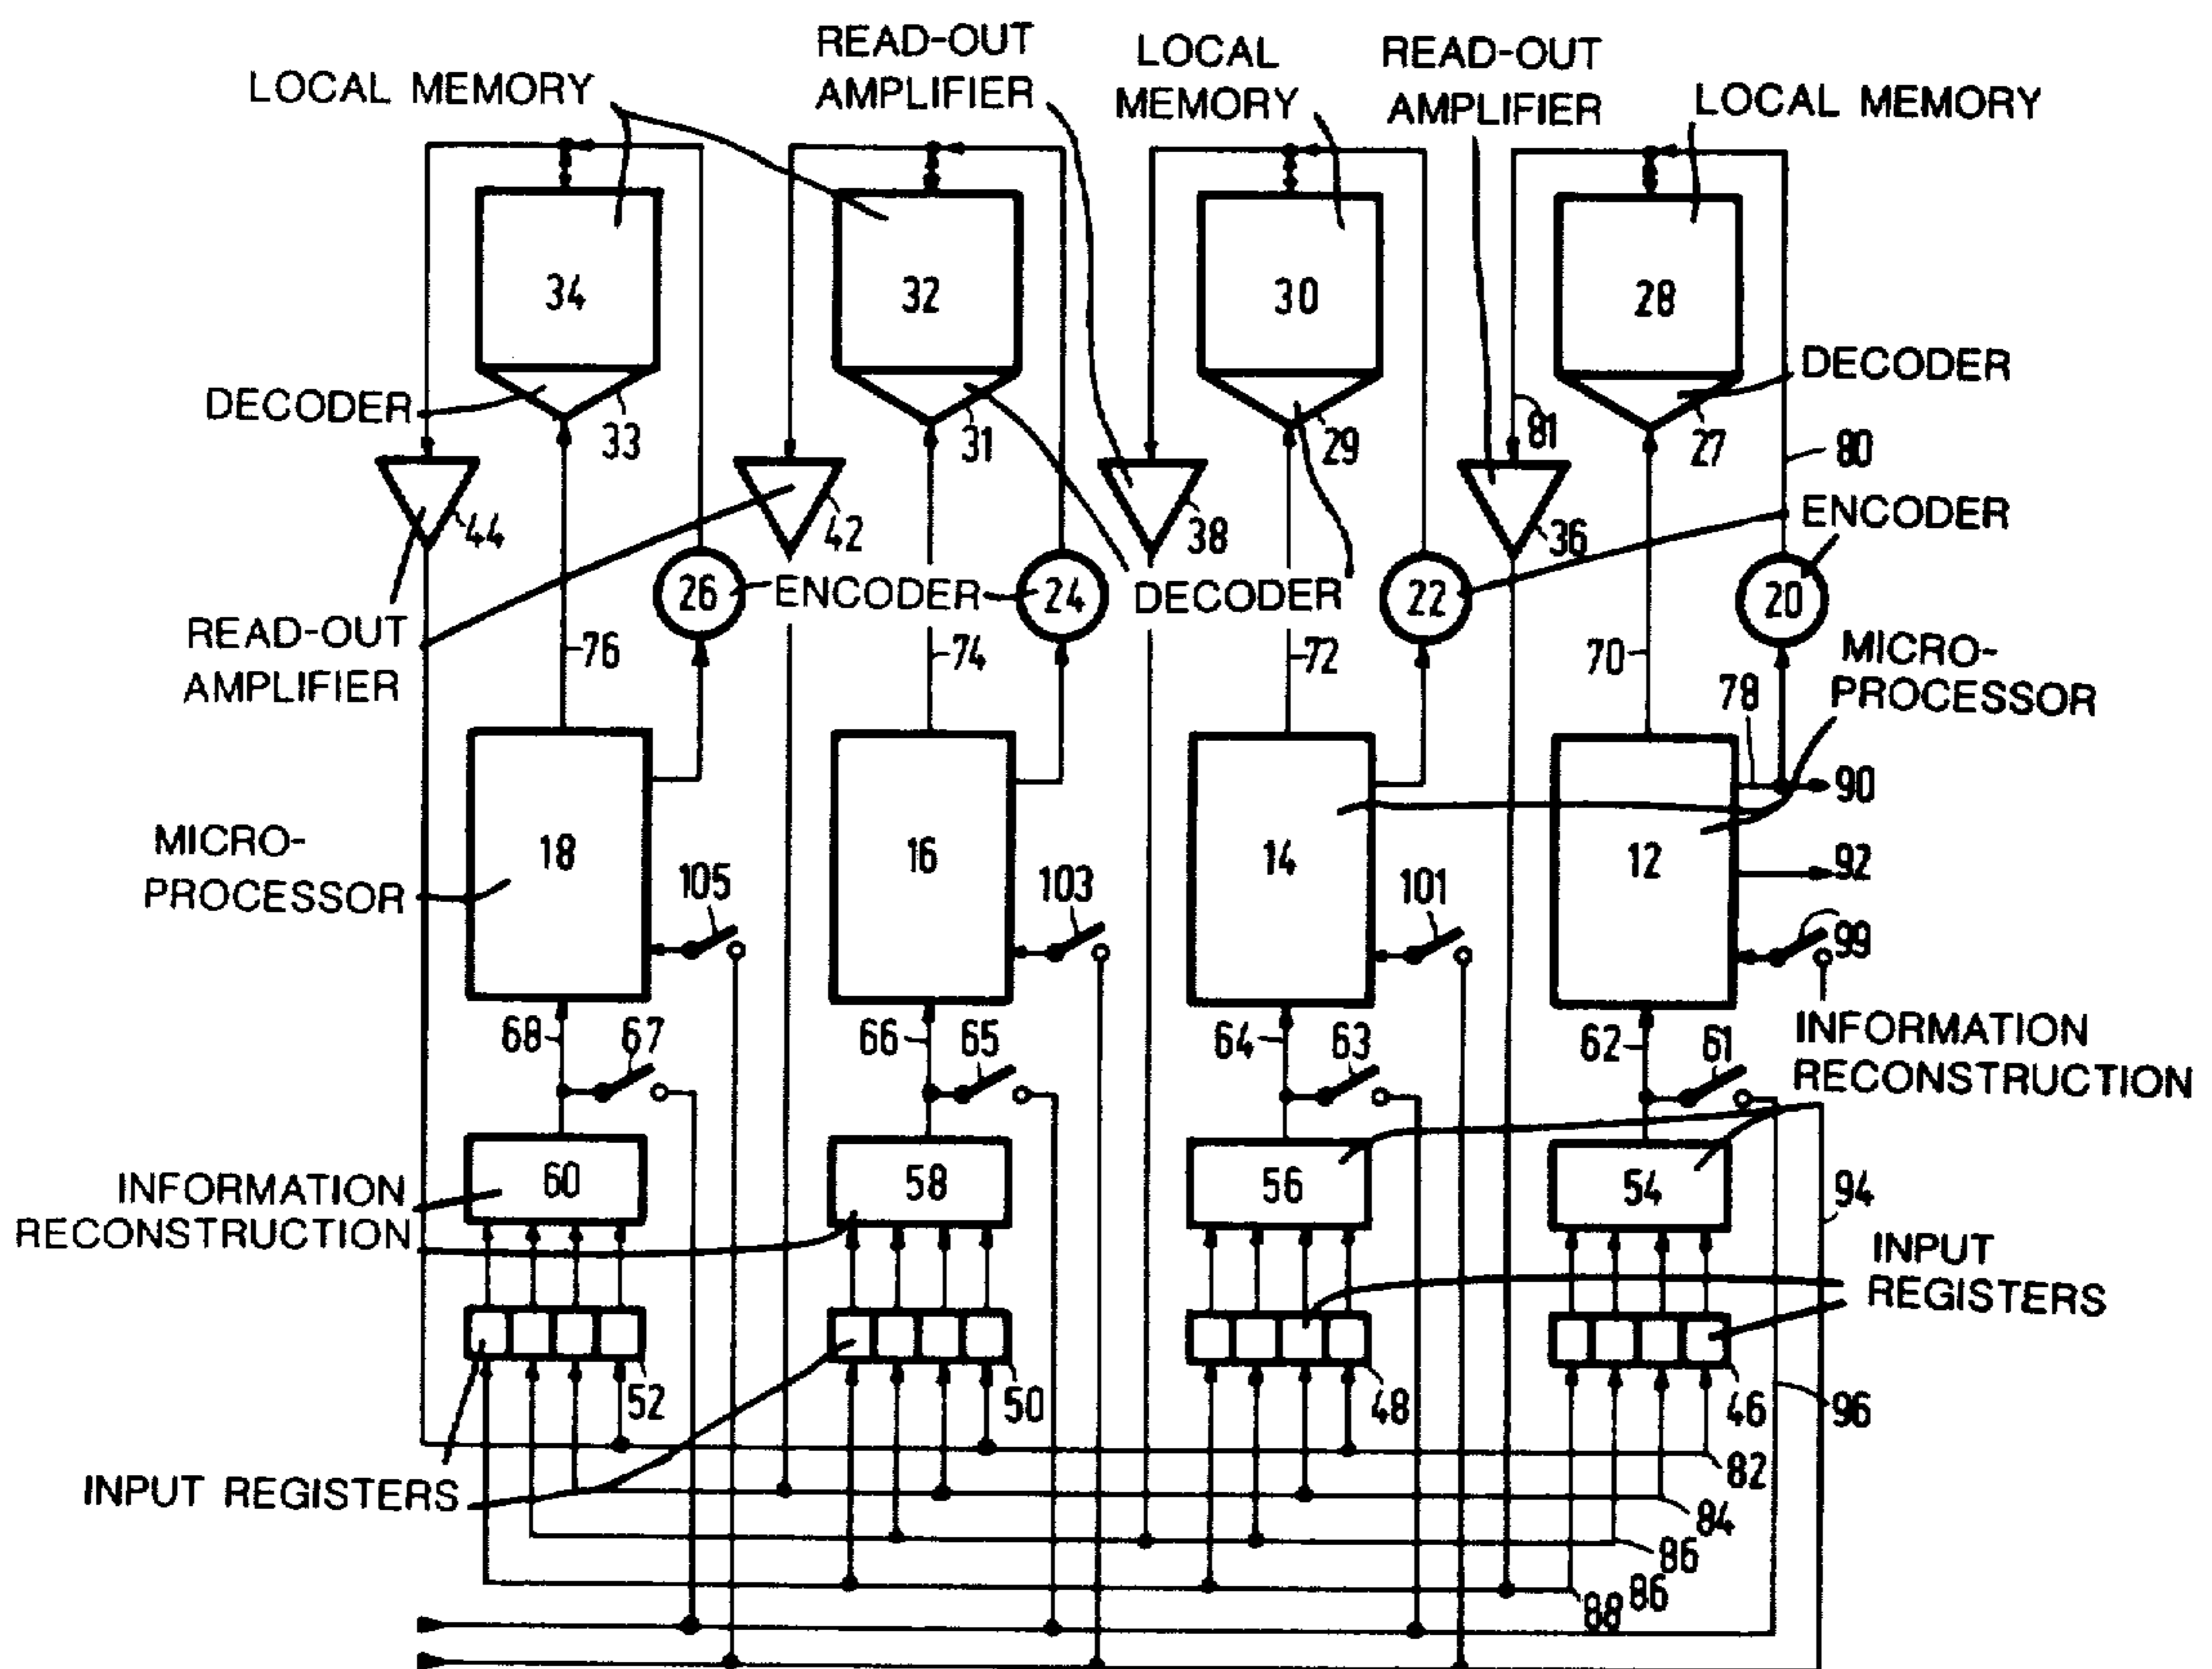 READ-OUT
AMPLIFIER
LOCAL
MEMORY
READ-OUT
AMPLIFIER
LOCAL MEMORY
LOCAL MEMORY
34
32
30
28
DECODER
DECODER
33
31
29
81
27
80
44
42
38
36
ENCODER
26
ENCODER
24
DECODER
22
20
READ-OUT
AMPLIFIER
76
74
72
70
78
MICRO-
PROCESSOR
90
MICRO-
PROCESSOR
18
105
16
103
14
101
12
92
99
68
67
66
65
64
63
62
61
INFORMATION
RECONSTRUCTION
INFORMATION
RECONSTRUCTION
60
58
56
54
94
INPUT
REGISTERS
52
50
48
46
96
82
INPUT REGISTERS
84
86
86
88